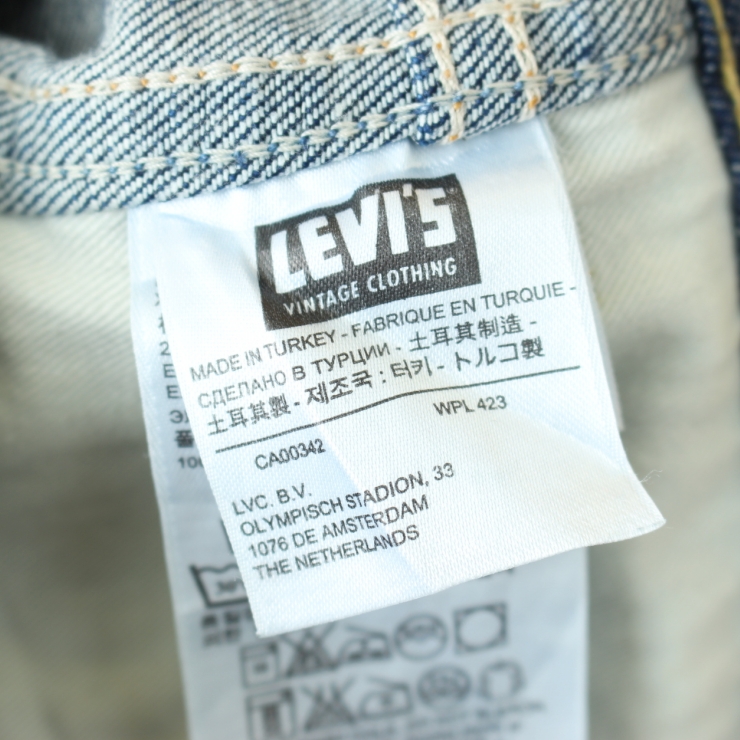 LEVI'S
VINTAGE CLOTHING
MADE IN TURKEY - FABRIQUE EN TURQUIE -
СДЕЛАНО В ТУРЦИИ - 土耳其制造 -
土耳其製 - 제조국 : 터키 - トルコ製
CA00342 WPL 423
LVC. B.V.
OLYMPISCH STADION, 33
1076 DE AMSTERDAM
THE NETHERLANDS